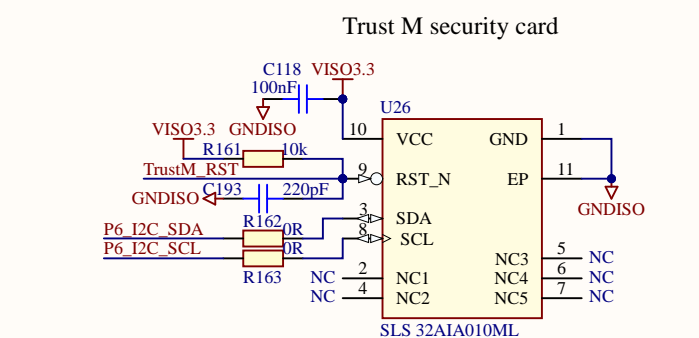 Trust M security card
C118 VISO3.3
100nF
GNDISO
U26
10 VCC GND 1
VISO3.3
R161 10k
TrustM_RST
9 RST_N EP 11
GNDISO C193 220pF
GNDISO
R162
P6_I2C_SDA 0R 3 SDA
P6_I2C_SCL 0R 8 SCL
R163
NC3 5 NC
NC 2 NC1 NC4 6 NC
NC 4 NC2 NC5 7 NC
SLS 32AIA010ML